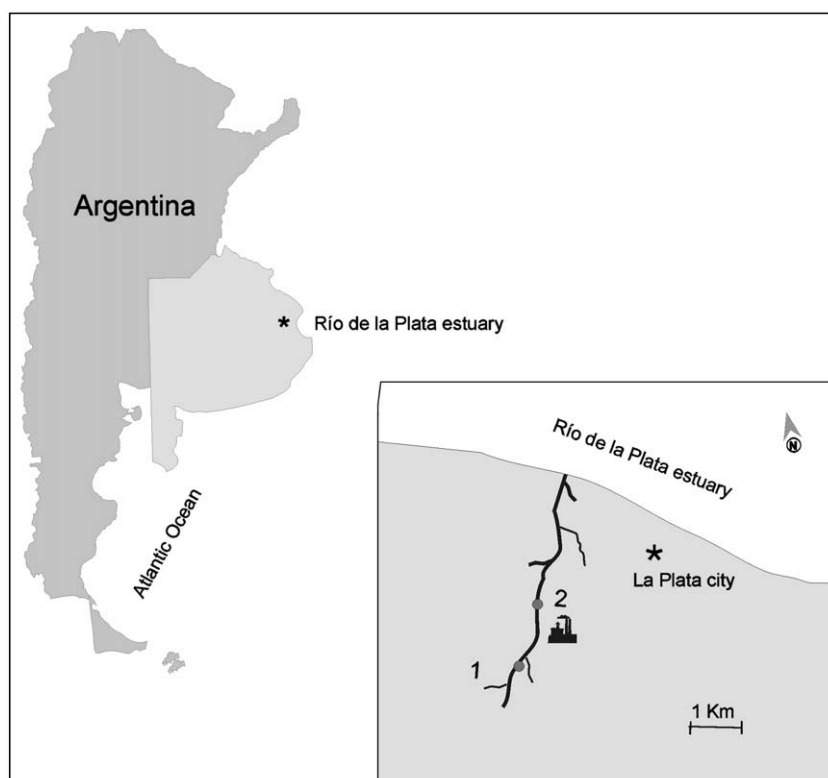 Argentina
Río de la Plata estuary
Atlantic Ocean
Río de la Plata estuary
N
La Plata city
2
1
1 Km